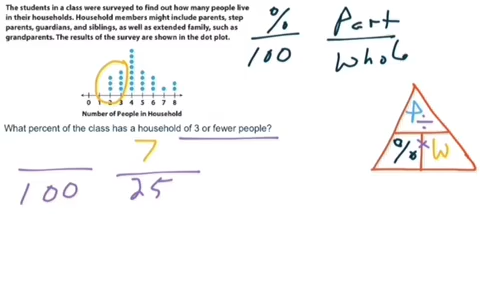 The students in a class were surveyed to find out how many people live
in their households. Household members might include parents, step
parents, guardians, and siblings, as well as extended family, such as
grandparents. The results of the survey are shown in the dot plot.
% Part
100 Whole
0 1 2 3 4 5 6 7 8
Number of People in Household
What percent of the class has a household of 3 or fewer people?
P ÷
% × W
7
100 25